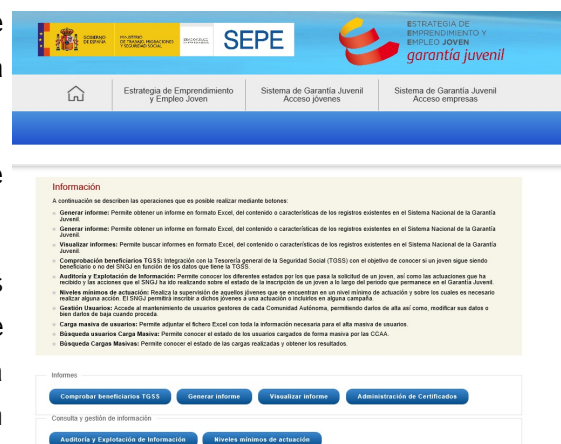 GOBIERNO
DE ESPAÑA
MINISTERIO
DE TRABAJO, MIGRACIONES
Y SEGURIDAD SOCIAL
SEPE
ESTRATEGIA DE
EMPRENDIMIENTO Y
EMPLEO JOVEN
garantía juvenil
Estrategia de Emprendimiento
y Empleo Joven
Sistema de Garantía Juvenil
Acceso jóvenes
Sistema de Garantía Juvenil
Acceso empresas
Información
A continuación se describen las operaciones que es posible realizar mediante botones:
Generar informe: Permite obtener un informe en formato Excel, del contenido o características de los registros existentes en el Sistema Nacional de la Garantía
Juvenil.
Generar informe: Permite obtener un informe en formato Excel, del contenido o características de los registros existentes en el Sistema Nacional de la Garantía
Juvenil.
Visualizar informes: Permite buscar informes en formato Excel, del contenido o características de los registros existentes en el Sistema Nacional de la Garantía
Juvenil.
Comprobación beneficiarios TGSS: Integración con la Tesorería general de la Seguridad Social (TGSS) con el objetivo de conocer si un joven sigue siendo
beneficiario o no del SNGJ en función de los datos que tiene la TGSS.
Auditoría y Explotación de Información: Permite conocer los diferentes estados por los que pasa la solicitud de un joven, así como las actuaciones que ha
recibido y las acciones que el SNGJ ha ido realizando sobre el estado de la inscripción de un joven a lo largo del periodo que permanece en el Garantía Juvenil.
Niveles mínimos de actuación: Realiza la supervisión de aquellos jóvenes que se encuentran en un nivel mínimo de actuación y sobre los cuales es necesario
realizar alguna acción. El SNGJ permitirá inscribir a dichos jóvenes a una actuación o incluirlos en alguna campaña.
Gestión Usuarios: Accede al mantenimiento de usuarios gestores de cada Comunidad Autónoma, permitiendo darlos de alta así como, modificar sus datos o
bien darlos de baja cuando proceda.
Carga masiva de usuarios: Permite adjuntar el fichero Excel con toda la información necesaria para el alta masiva de usuarios.
Búsqueda usuarios Carga Masiva: Permite conocer el estado de los usuarios cargados de forma masiva por las CCAA.
Búsqueda Cargas Masivas: Permite conocer el estado de las cargas realizadas y obtener los resultados.
Informes
Comprobar beneficiarios TGSS Generar informe Visualizar informe Administración de Certificados
Consulta y gestión de información
Auditoría y Explotación de Información Niveles mínimos de actuación